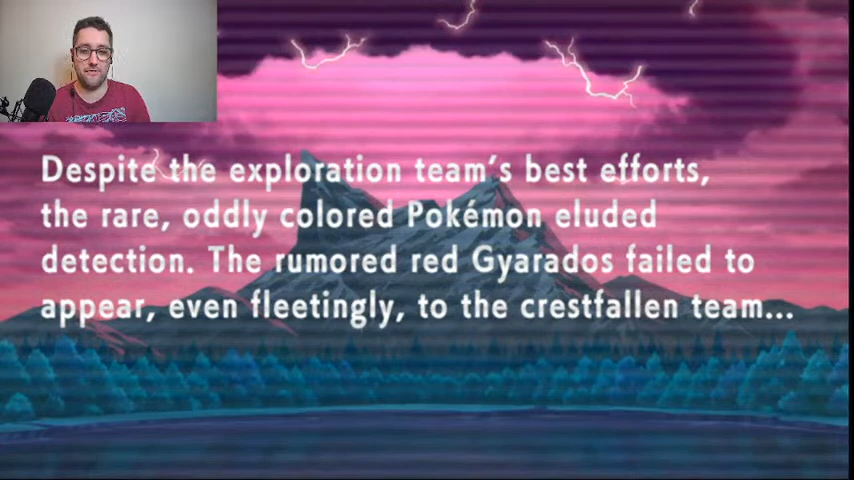 Despite the exploration team's best efforts,
the rare, oddly colored Pokémon eluded
detection. The rumored red Gyarados failed to
appear, even fleetingly, to the crestfallen team...